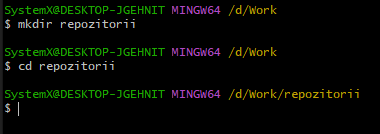 SystemX@DESKTOP-JGEHNIT MINGW64 /d/Work
$ mkdir repozitorii
SystemX@DESKTOP-JGEHNIT MINGW64 /d/Work
$ cd repozitorii
SystemX@DESKTOP-JGEHNIT MINGW64 /d/Work/repozitorii
$